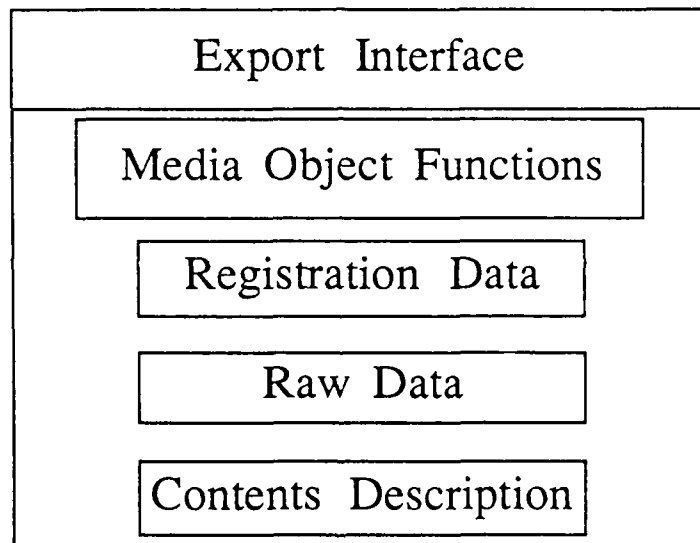 Export Interface
Media Object Functions
Registration Data
Raw Data
Contents Description